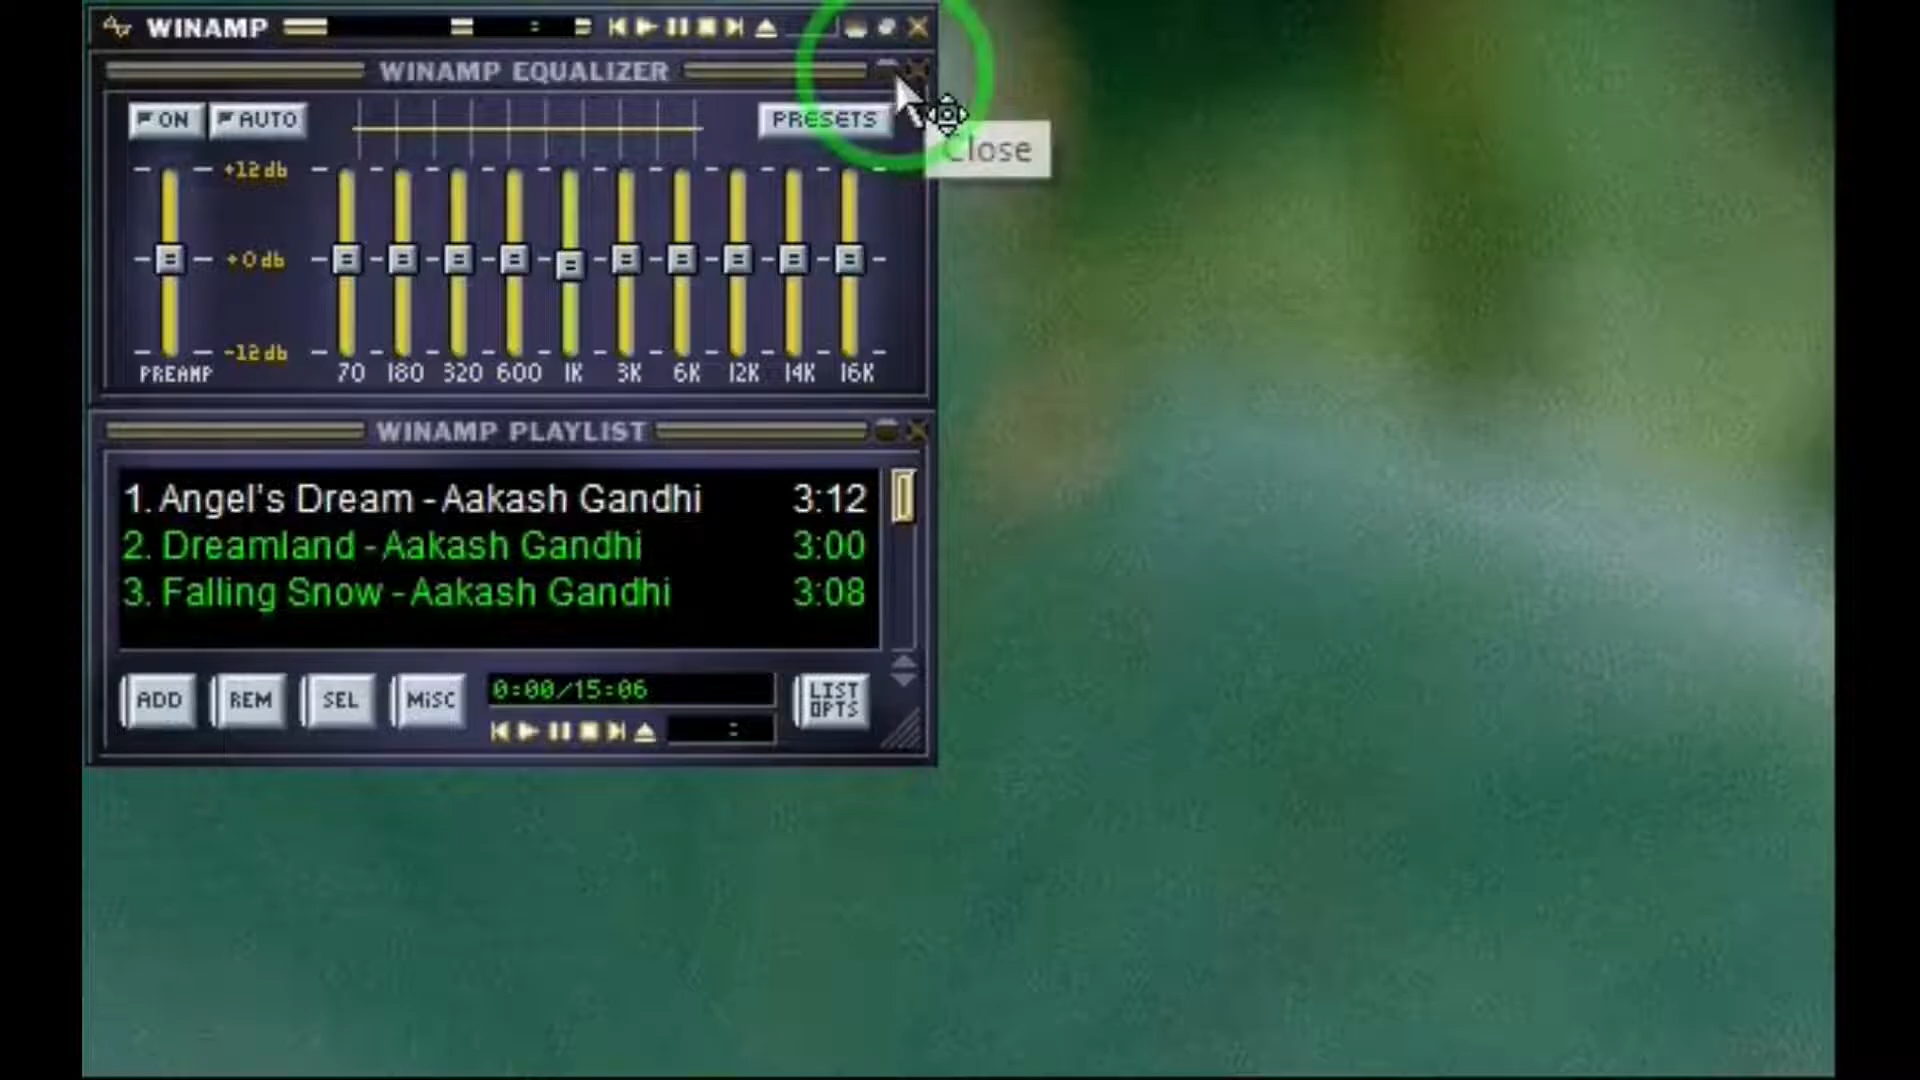 WINAMP
WINAMP EQUALIZER
ON AUTO PRESETS
Close
+12 db
+0 db
-12 db
PREAMP 70 180 320 600 1K 3K 6K 12K 14K 16K
WINAMP PLAYLIST
1. Angel's Dream - Aakash Gandhi 3:12
2. Dreamland - Aakash Gandhi 3:00
3. Falling Snow - Aakash Gandhi 3:08
ADD REM SEL MISC 0:00/15:06 LIST
OPTS